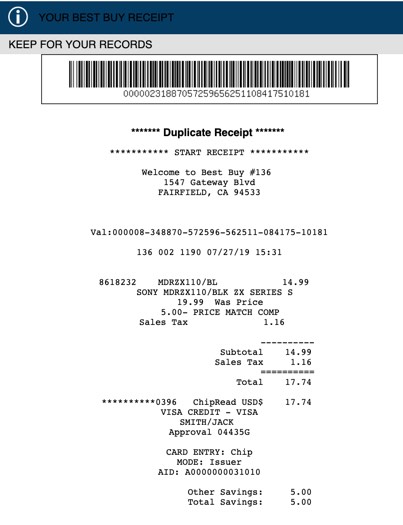 YOUR BEST BUY RECEIPT
KEEP FOR YOUR RECORDS
0000023188705729656251108417510181
******* Duplicate Receipt *******
*********** START RECEIPT ***********
Welcome to Best Buy #136
1547 Gateway Blvd
FAIRFIELD, CA 94533
Val:000008-348870-572596-562511-084175-10181
136 002 1190 07/27/19 15:31
8618232 MDRZX110/BL 14.99
SONY MDRZX110/BLK ZX SERIES S
19.99 Was Price
5.00- PRICE MATCH COMP
Sales Tax 1.16
----------
Subtotal 14.99
Sales Tax 1.16
==========
Total 17.74
**********0396 ChipRead USD$ 17.74
VISA CREDIT - VISA
SMITH/JACK
Approval 04435G
CARD ENTRY: Chip
MODE: Issuer
AID: A0000000031010
Other Savings: 5.00
Total Savings: 5.00